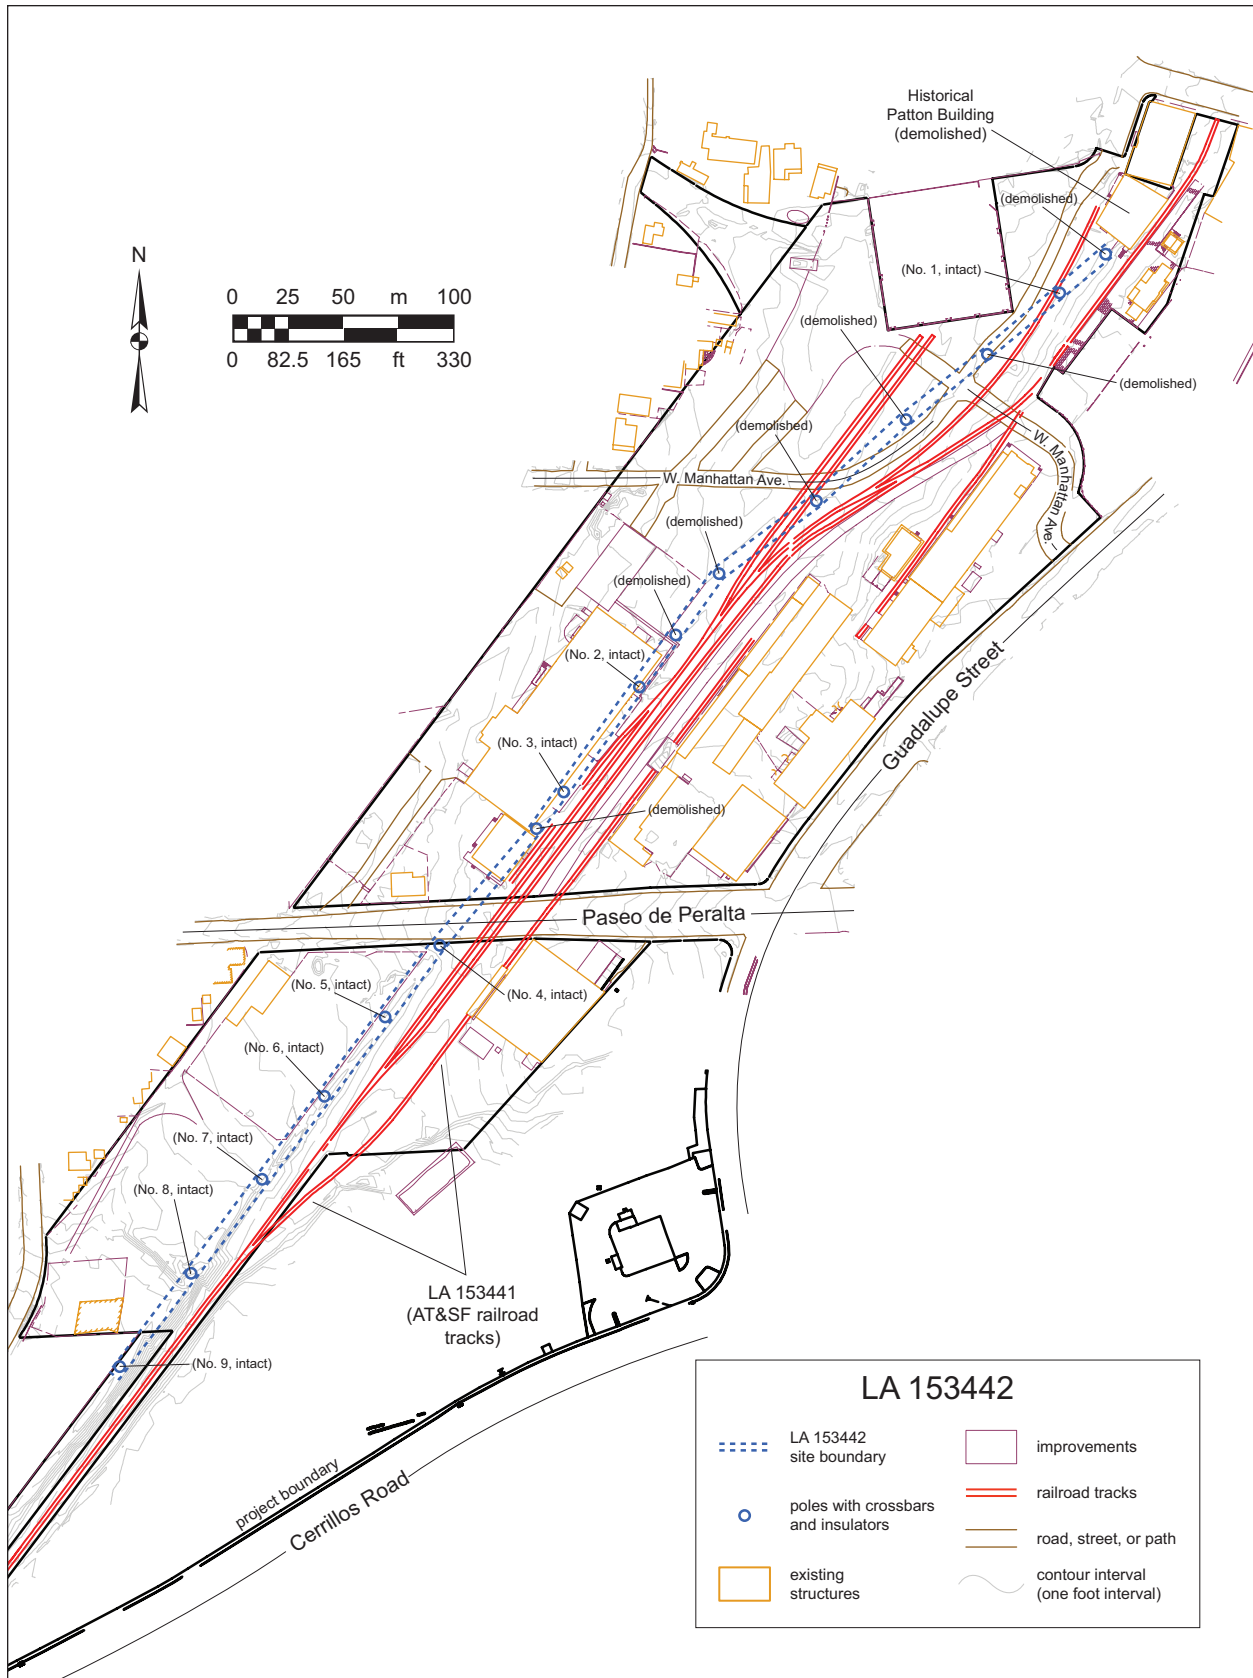 Historical
Patton Building
(demolished)
(demolished)
(No. 1, intact)
(demolished)
(demolished)
(demolished)
W. Manhattan Ave.
W. Manhattan Ave.
(demolished)
(demolished)
(No. 2, intact)
(No. 3, intact)
(demolished)
Guadalupe Street
N
0 25 50 m 100
0 82.5 165 ft 330
Paseo de Peralta
(No. 4, intact)
(No. 5, intact)
(No. 6, intact)
(No. 7, intact)
(No. 8, intact)
(No. 9, intact)
LA 153441
(AT&SF railroad
tracks)
project boundary
Cerrillos Road
LA 153442
LA 153442
site boundary
poles with crossbars
and insulators
existing
structures
improvements
railroad tracks
road, street, or path
contour interval
(one foot interval)